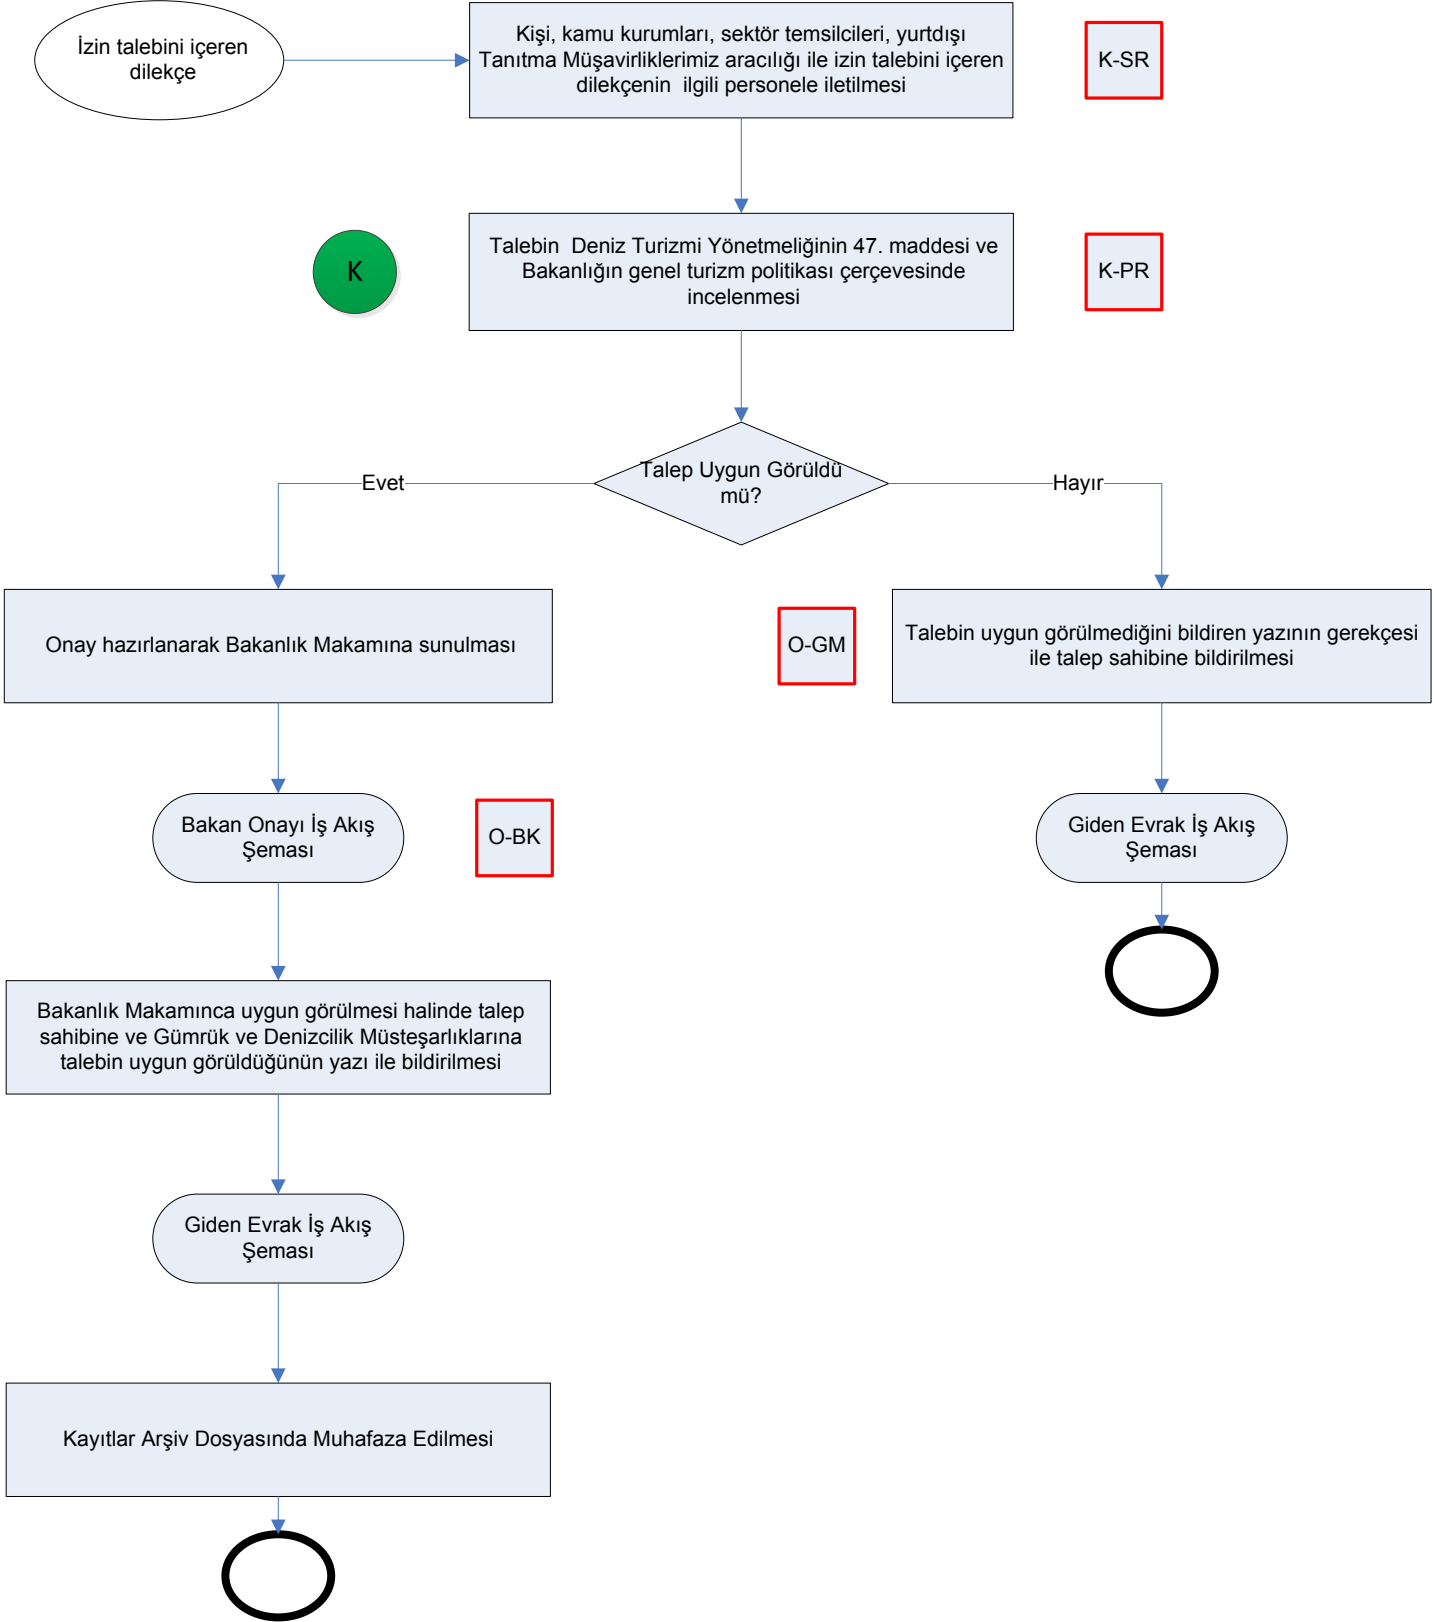 İzin talebini içeren
dilekçe
Kişi, kamu kurumları, sektör temsilcileri, yurtdışı
Tanıtma Müşavirliklerimiz aracılığı ile izin talebini içeren
dilekçenin  ilgili personele iletilmesi
K-SR
K
Talebin  Deniz Turizmi Yönetmeliğinin 47. maddesi ve
Bakanlığın genel turizm politikası çerçevesinde
incelenmesi
K-PR
Talep Uygun Görüldü
mü?
Evet
Hayır
Onay hazırlanarak Bakanlık Makamına sunulması
O-GM
Talebin uygun görülmediğini bildiren yazının gerekçesi
ile talep sahibine bildirilmesi
Bakan Onayı İş Akış
Şeması
O-BK
Giden Evrak İş Akış
Şeması
Bakanlık Makamınca uygun görülmesi halinde talep
sahibine ve Gümrük ve Denizcilik Müsteşarlıklarına
talebin uygun görüldüğünün yazı ile bildirilmesi
Giden Evrak İş Akış
Şeması
Kayıtlar Arşiv Dosyasında Muhafaza Edilmesi